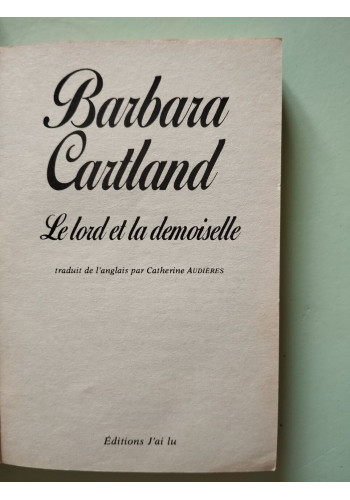 Barbara
Cartland
Le lord et la demoiselle
traduit de l'anglais par Catherine AUDIÈRES
Éditions J'ai lu